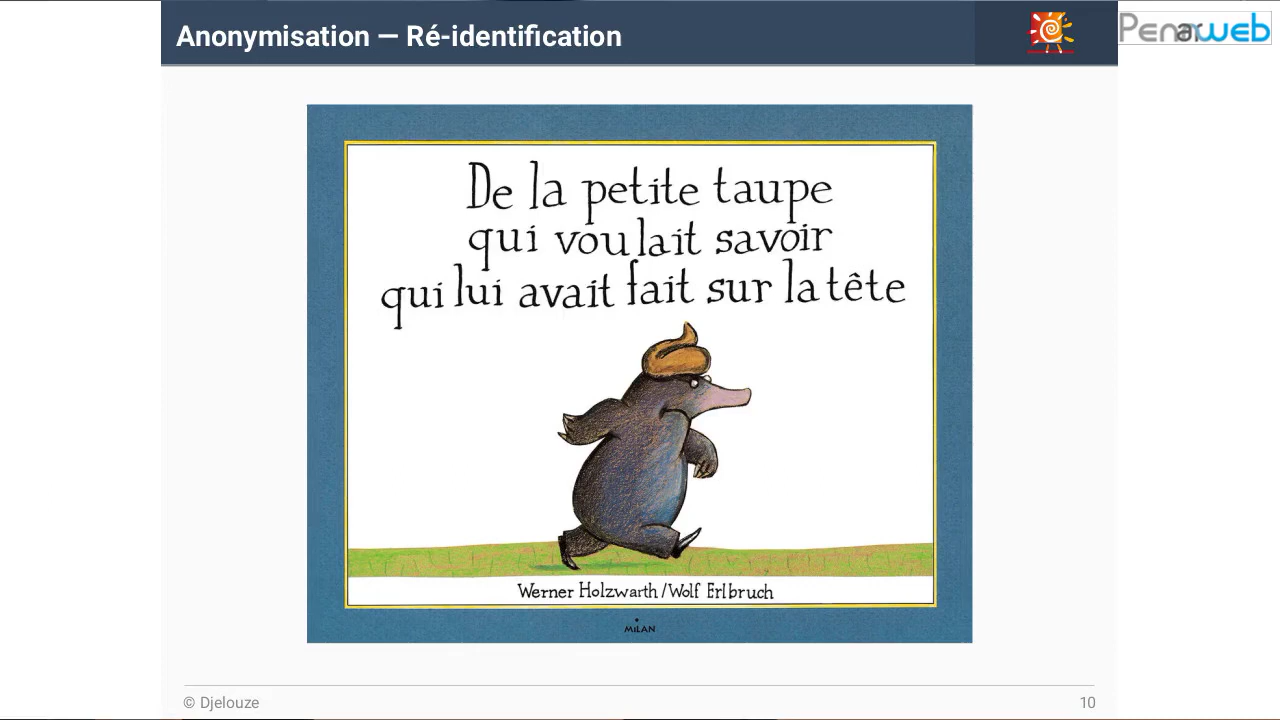 Anonymisation — Ré-identification
Penarweb
De la petite taupe
qui voulait savoir
qui lui avait fait sur la tête
Werner Holzwarth / Wolf Erlbruch
MiLAN
© Djelouze
10